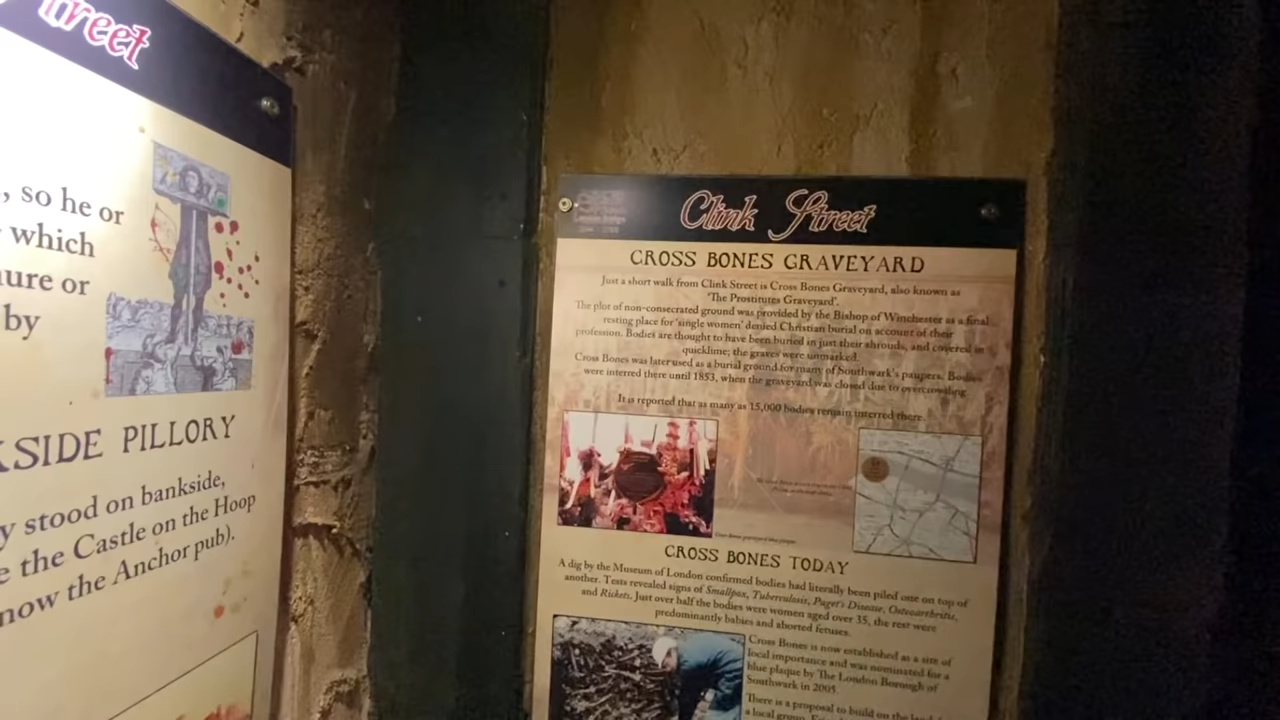 Street
, so he or
which
ure or
by
KSIDE PILLORY
y stood on bankside,
e the Castle on the Hoop
now the Anchor pub).
Clink Street
CROSS BONES GRAVEYARD
Just a short walk from Clink Street is Cross Bones Graveyard, also known as
'The Prostitutes Graveyard'.
The plot of non-consecrated ground was provided by the Bishop of Winchester as a final
resting place for 'single women' denied Christian burial on account of their
profession. Bodies are thought to have been buried in just their shrouds, and covered in
quicklime; the graves were unmarked.
Cross Bones was later used as a burial ground for many of Southwark's paupers. Bodies
were interred there until 1853, when the graveyard was closed due to overcrowding
It is reported that as many as 15,000 bodies remain interred there.
CROSS BONES TODAY
A dig by the Museum of London confirmed bodies had literally been piled one on top of
another. Tests revealed signs of Smallpox, Tuberculosis, Paget's Disease, Osteoarthritis,
and Rickets. Just over half the bodies were women aged over 35, the rest were
predominantly babies and aborted fetuses.
Cross Bones is now established as a site of
local importance and was nominated for a
blue plaque by The London Borough of
Southwark in 2005.
There is a proposal to build on the land
a local group,